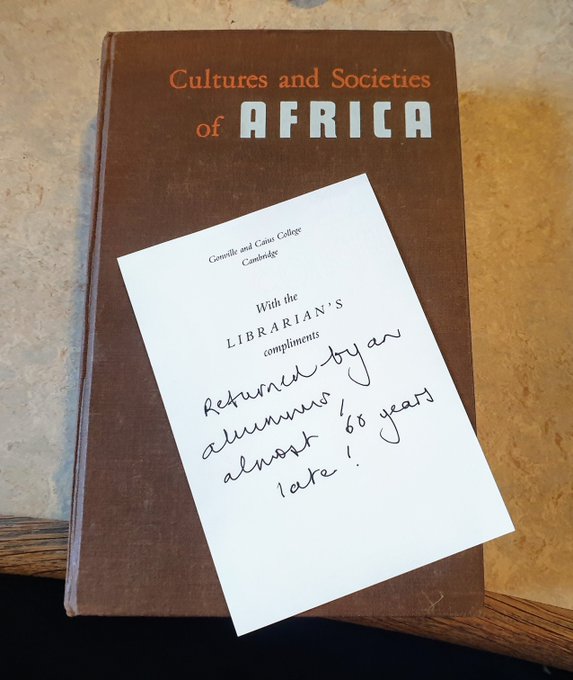 Cultures and Societies
of AFRICA
Gonville and Caius College
Cambridge
With the
LIBRARIAN'S
compliments
Returned by an
alumnus,
almost 60 years
late!